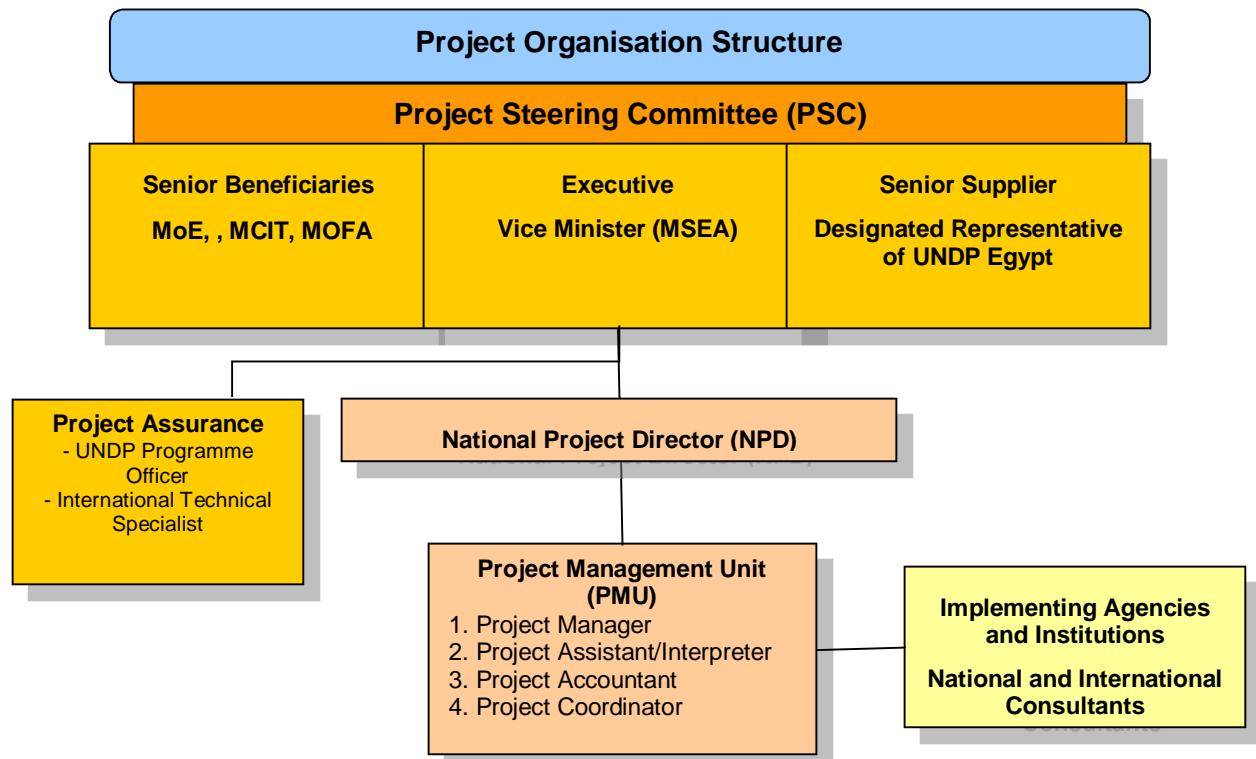 Project Organisation Structure
Project Steering Committee (PSC)
Senior Beneficiaries
MoE, , MCIT, MOFA
Executive
Vice Minister (MSEA)
Senior Supplier
Designated Representative
of UNDP Egypt
Project Assurance
- UNDP Programme
Officer
- International Technical
Specialist
National Project Director (NPD)
Project Management Unit
(PMU)
1. Project Manager
2. Project Assistant/Interpreter
3. Project Accountant
4. Project Coordinator
Implementing Agencies
and Institutions
National and International
Consultants